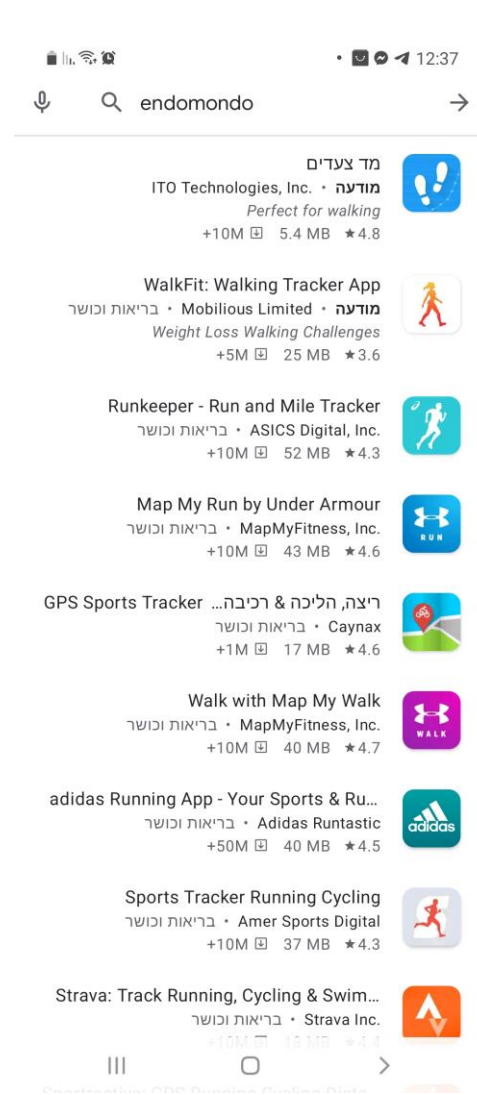 12:37
endomondo
מד צעדים
מודעה • ITO Technologies, Inc.
Perfect for walking
+10M 5.4 MB ★4.8
WalkFit: Walking Tracker App
מודעה • Mobilious Limited • בריאות וכושר
Weight Loss Walking Challenges
+5M 25 MB ★3.6
Runkeeper - Run and Mile Tracker
ASICS Digital, Inc. • בריאות וכושר
+10M 52 MB ★4.3
Map My Run by Under Armour
MapMyFitness, Inc. • בריאות וכושר
+10M 43 MB ★4.6
RUN
ריצה, הליכה & רכיבה... GPS Sports Tracker
Caynax • בריאות וכושר
+1M 17 MB ★4.6
Walk with Map My Walk
MapMyFitness, Inc. • בריאות וכושר
+10M 40 MB ★4.7
WALK
adidas Running App - Your Sports & Ru...
Adidas Runtastic • בריאות וכושר
+50M 40 MB ★4.5
adidas
Sports Tracker Running Cycling
Amer Sports Digital • בריאות וכושר
+10M 37 MB ★4.3
Strava: Track Running, Cycling & Swim...
Strava Inc. • בריאות וכושר
+10M 18 MB ★4.4